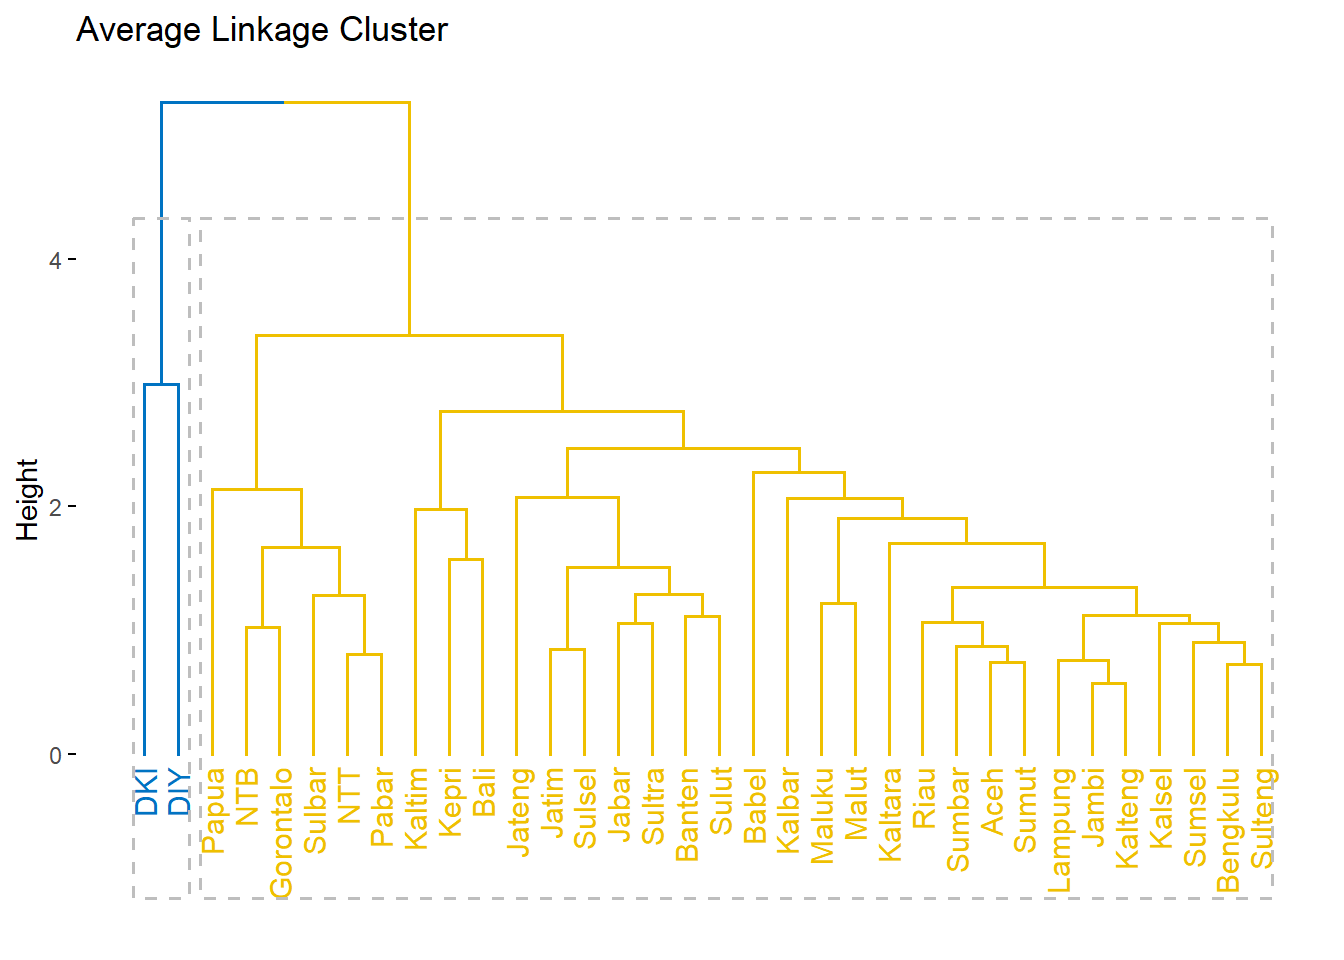 Average Linkage Cluster
Height
4
2
0
DKI
DIY
Papua
NTB
Gorontalo
Sulbar
NTT
Pabar
Kaltim
Kepri
Bali
Jateng
Jatim
Sulsel
Jabar
Sultra
Banten
Sulut
Babel
Kalbar
Maluku
Malut
Kaltara
Riau
Sumbar
Aceh
Sumut
Lampung
Jambi
Kalteng
Kalsel
Sumsel
Bengkulu
Sulteng